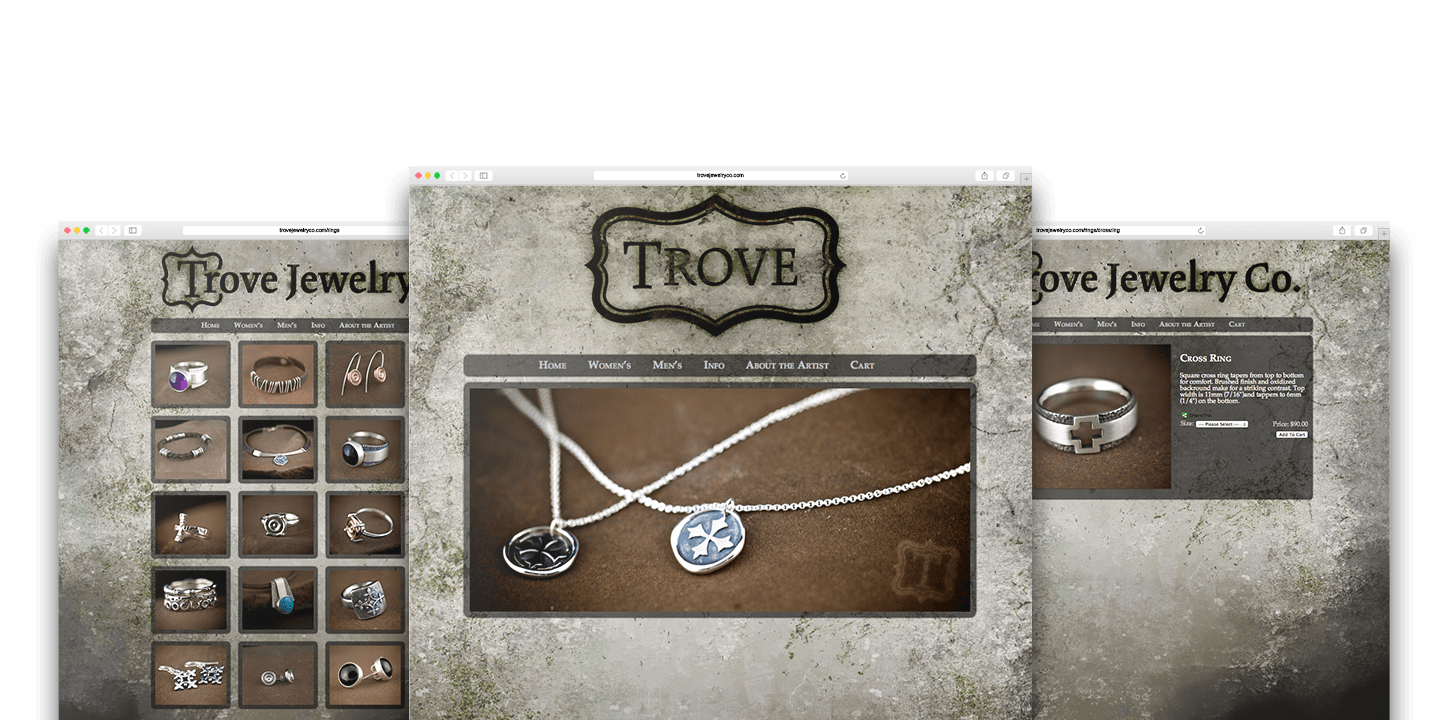 trovejewelryco.com
TROVE
Home Women's Men's Info About the Artist Cart
trovejewelryco.com/rings
Trove Jewelry
Home Women's Men's Info About the Artist
trovejewelryco.com/rings/crossring
ove Jewelry Co.
Women's Men's Info About the Artist Cart
Cross Ring
Square cross ring tapers from top to bottom
for comfort. Brushed finish and oxidized
backround make for a striking contrast. Top
width is 11mm (7/16")and tappers to 6mm
(1/4") on the bottom.
ShareThis
Size: --- Please Select --- Price: $90.00
Add To Cart